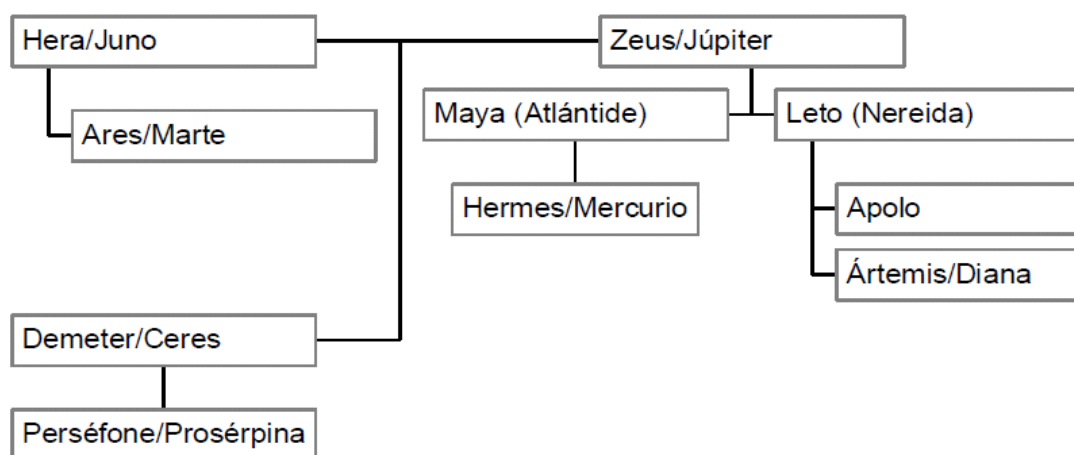 Hera/Juno
Zeus/Júpiter
Ares/Marte
Maya (Atlántide)
Leto (Nereida)
Hermes/Mercurio
Apolo
Ártemis/Diana
Demeter/Ceres
Perséfone/Prosérpina